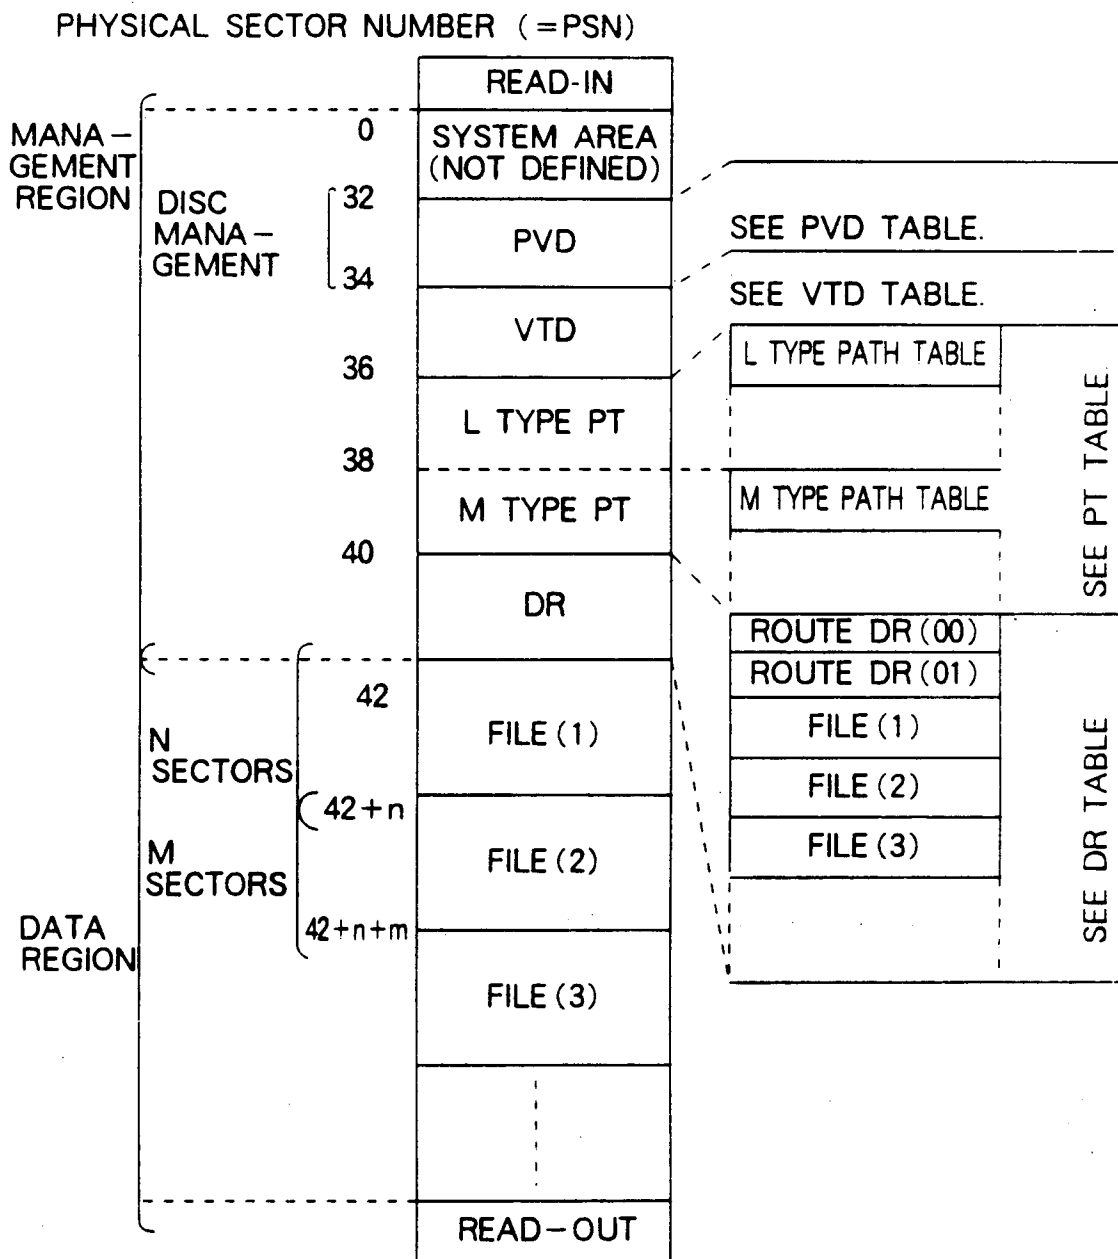 PHYSICAL SECTOR NUMBER (=PSN)
READ-IN
MANA-
GEMENT
REGION
0
SYSTEM AREA
(NOT DEFINED)
DISC
MANA-
GEMENT
32
PVD
SEE PVD TABLE.
34
VTD
SEE VTD TABLE.
36
L TYPE PT
L TYPE PATH TABLE
38
M TYPE PT
M TYPE PATH TABLE
SEE PT TABLE
40
DR
ROUTE DR(00)
ROUTE DR(01)
FILE(1)
FILE(2)
FILE(3)
SEE DR TABLE
42
N
SECTORS
FILE(1)
42+n
M
SECTORS
FILE(2)
42+n+m
DATA
REGION
FILE(3)
READ-OUT